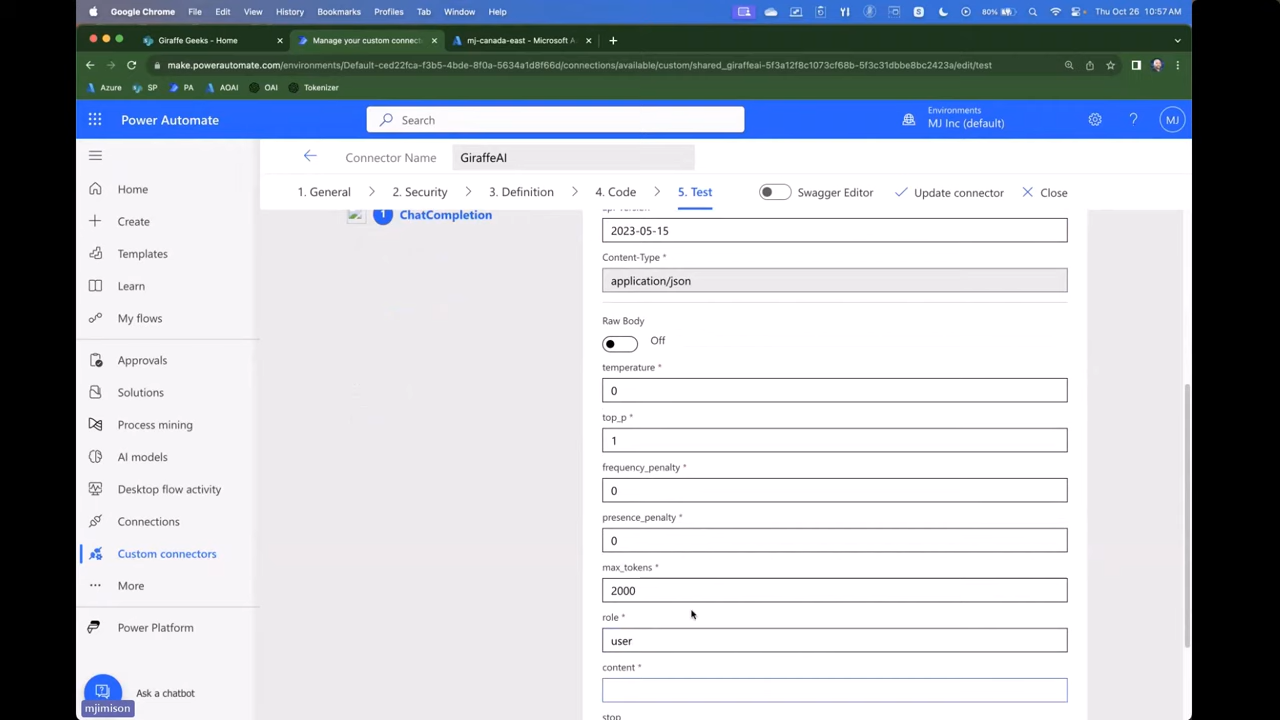 Google Chrome File Edit View History Bookmarks Profiles Tab Window Help 80% Thu Oct 26 10:57 AM
Giraffe Geeks - Home Manage your custom connect mj-canada-east - Microsoft A
make.powerautomate.com/environments/Default-ced22fca-f3b5-4bde-8f0a-5634a1d8f66d/connections/available/custom/shared_giraffeai-5f3a12f8c1073cf68b-5f3c31dbbe8bc2423a/edit/test
Azure SP PA AOAI OAI Tokenizer
Power Automate
Search
Environments
MJ Inc (default)
MJ
Connector Name GiraffeAI
1. General 2. Security 3. Definition 4. Code 5. Test Swagger Editor Update connector Close
Home
Create
Templates
Learn
My flows
Approvals
Solutions
Process mining
AI models
Desktop flow activity
Connections
Custom connectors
More
Power Platform
Ask a chatbot
mjimison
1 ChatCompletion
2023-05-15
Content-Type *
application/json
Raw Body
Off
temperature *
0
top_p *
1
frequency_penalty *
0
presence_penalty *
0
max_tokens *
2000
role *
user
content *
stop